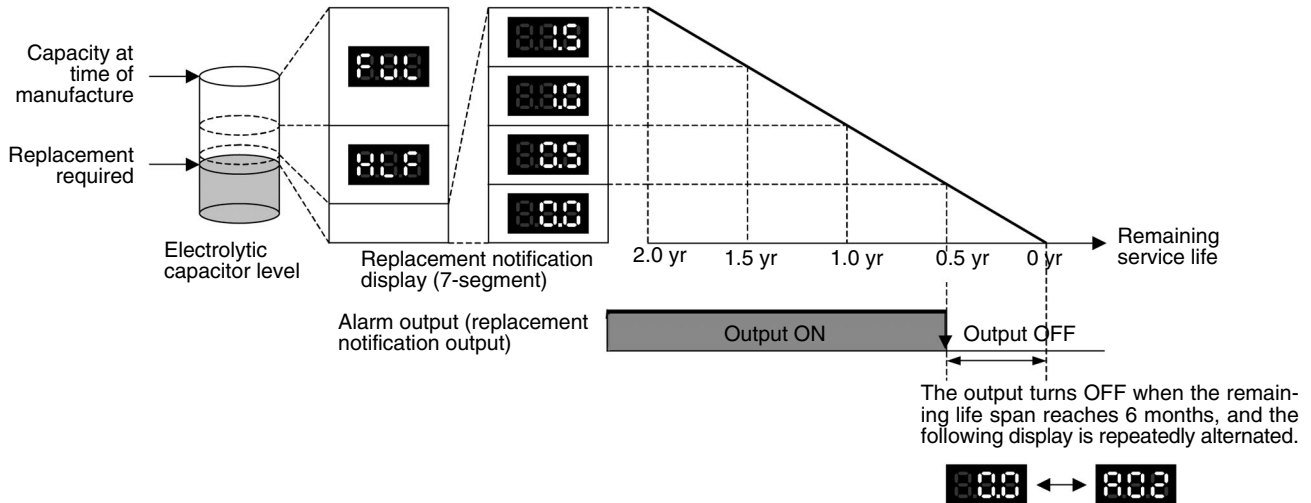 Capacity at
time of
manufacture
Replacement
required
Electrolytic
capacitor level
FUL
HLF
1.5
1.0
0.5
0.0
Replacement notification
display (7-segment)
2.0 yr
1.5 yr
1.0 yr
0.5 yr
0 yr
Remaining
service life
Alarm output (replacement
notification output)
Output ON
Output OFF
The output turns OFF when the remain-
ing life span reaches 6 months, and the
following display is repeatedly alternated.
0.0
A02